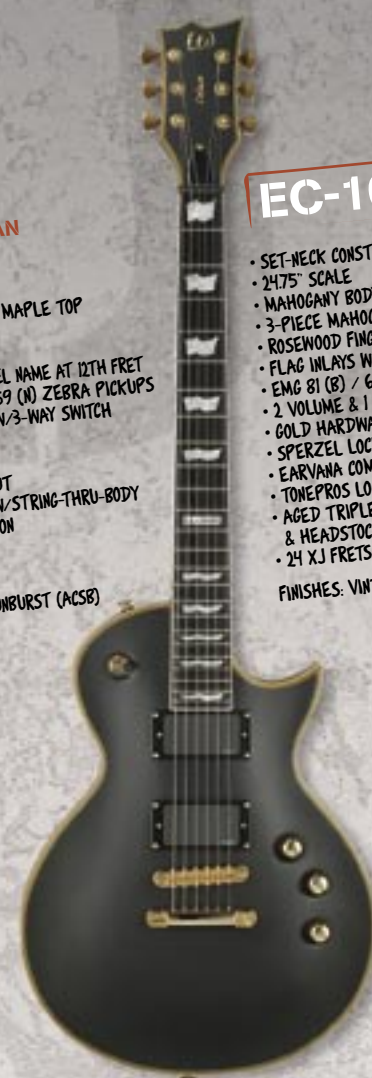 AN
MAPLE TOP
EL NAME AT 12TH FRET
59 (N) ZEBRA PICKUPS
W/3-WAY SWITCH
UT
W/STRING-THRU-BODY
ON
UNBURST (ACSB)
EC-10
• SET-NECK CONST
• 24.75" SCALE
• MAHOGANY BOD
• 3-PIECE MAHOG
• ROSEWOOD FING
• FLAG INLAYS W
• EMG 81 (B) / 6
• 2 VOLUME & 1
• GOLD HARDWA
• SPERZEL LOC
• EARVANA COM
• TONEPROS LO
• AGED TRIPLE
& HEADSTOC
• 24 XJ FRETS
FINISHES: VINT